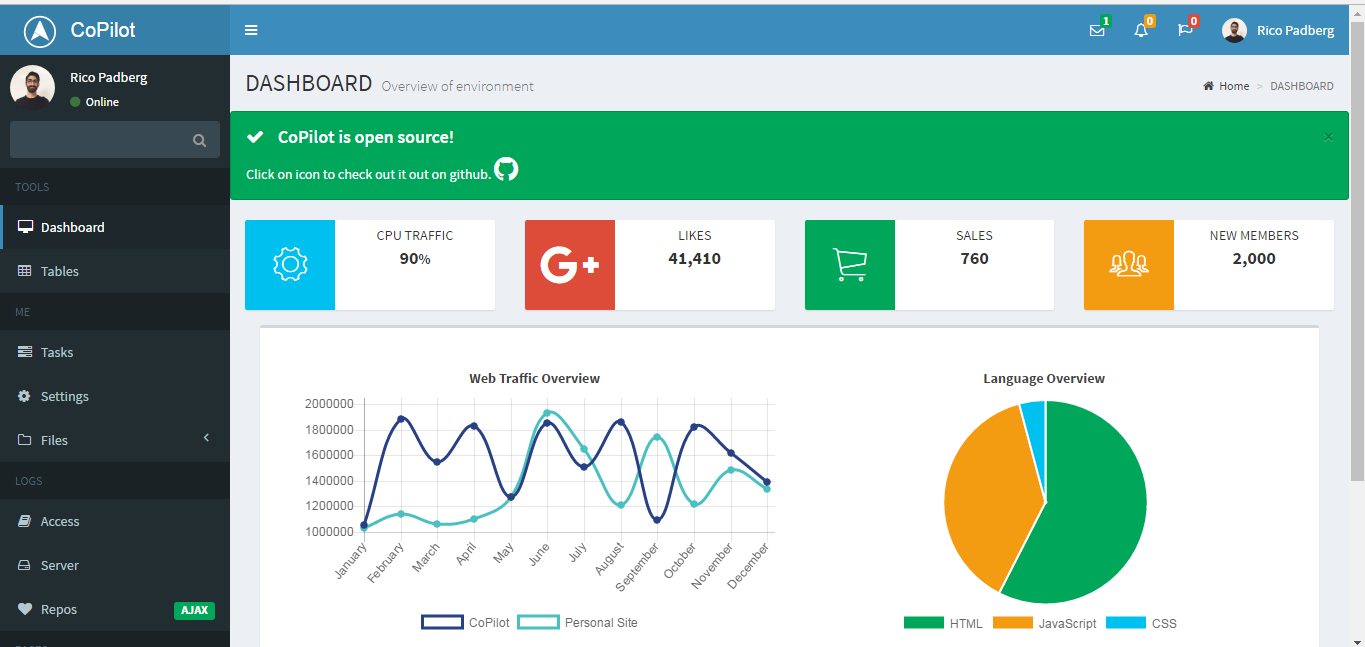 CoPilot
1
0
0
Rico Padberg
Rico Padberg
Online
TOOLS
Dashboard
Tables
ME
Tasks
Settings
Files
LOGS
Access
Server
Repos
AJAX
DASHBOARD Overview of environment
Home > DASHBOARD
CoPilot is open source!
×
Click on icon to check out it out on github.
CPU TRAFFIC
90%
G+
LIKES
41,410
SALES
760
NEW MEMBERS
2,000
Web Traffic Overview
2000000
1800000
1600000
1400000
1200000
1000000
January
February
March
April
May
June
July
August
September
October
November
December
CoPilot
Personal Site
Language Overview
HTML
JavaScript
CSS